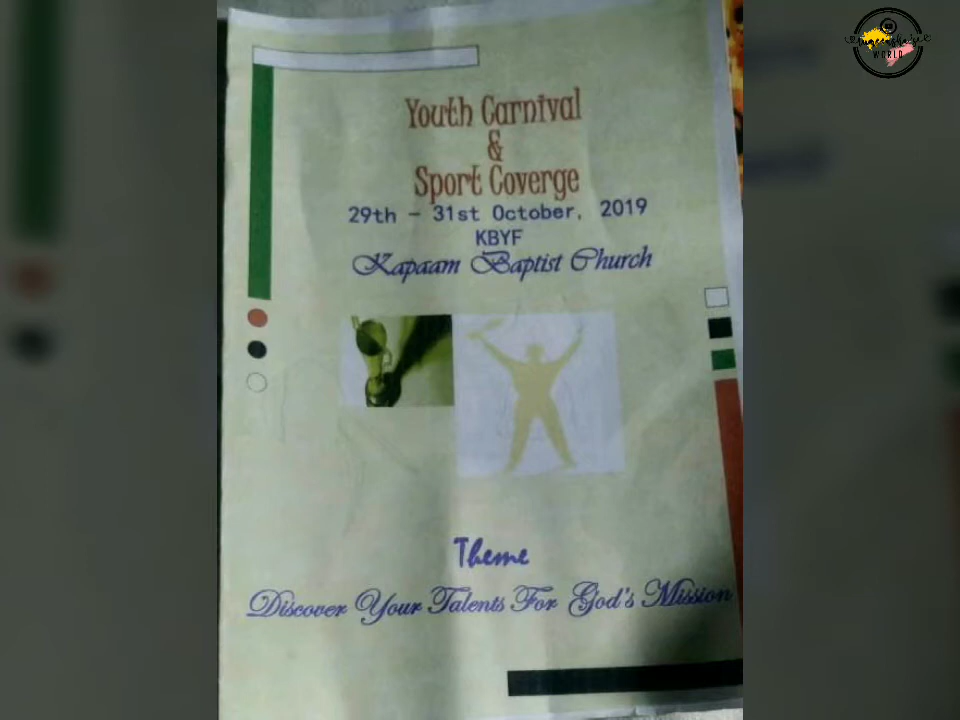 Youth Carnival
&
Sport Coverge
29th - 31st October, 2019
KBYF
Kapaam Baptist Church
Theme
Discover Your Talents For God's Mission
WORLD